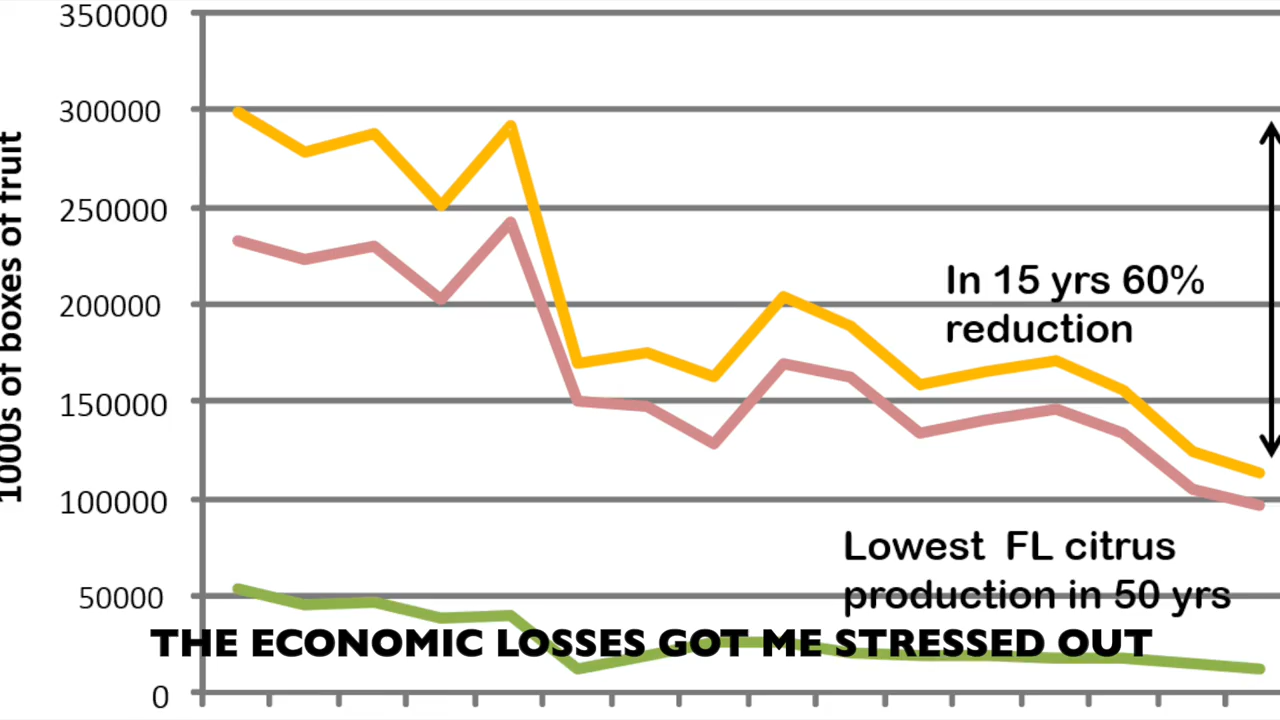 350000
300000
250000
200000
150000
100000
50000
0
1000s of boxes of fruit
In 15 yrs 60%
reduction
Lowest FL citrus
production in 50 yrs
THE ECONOMIC LOSSES GOT ME STRESSED OUT